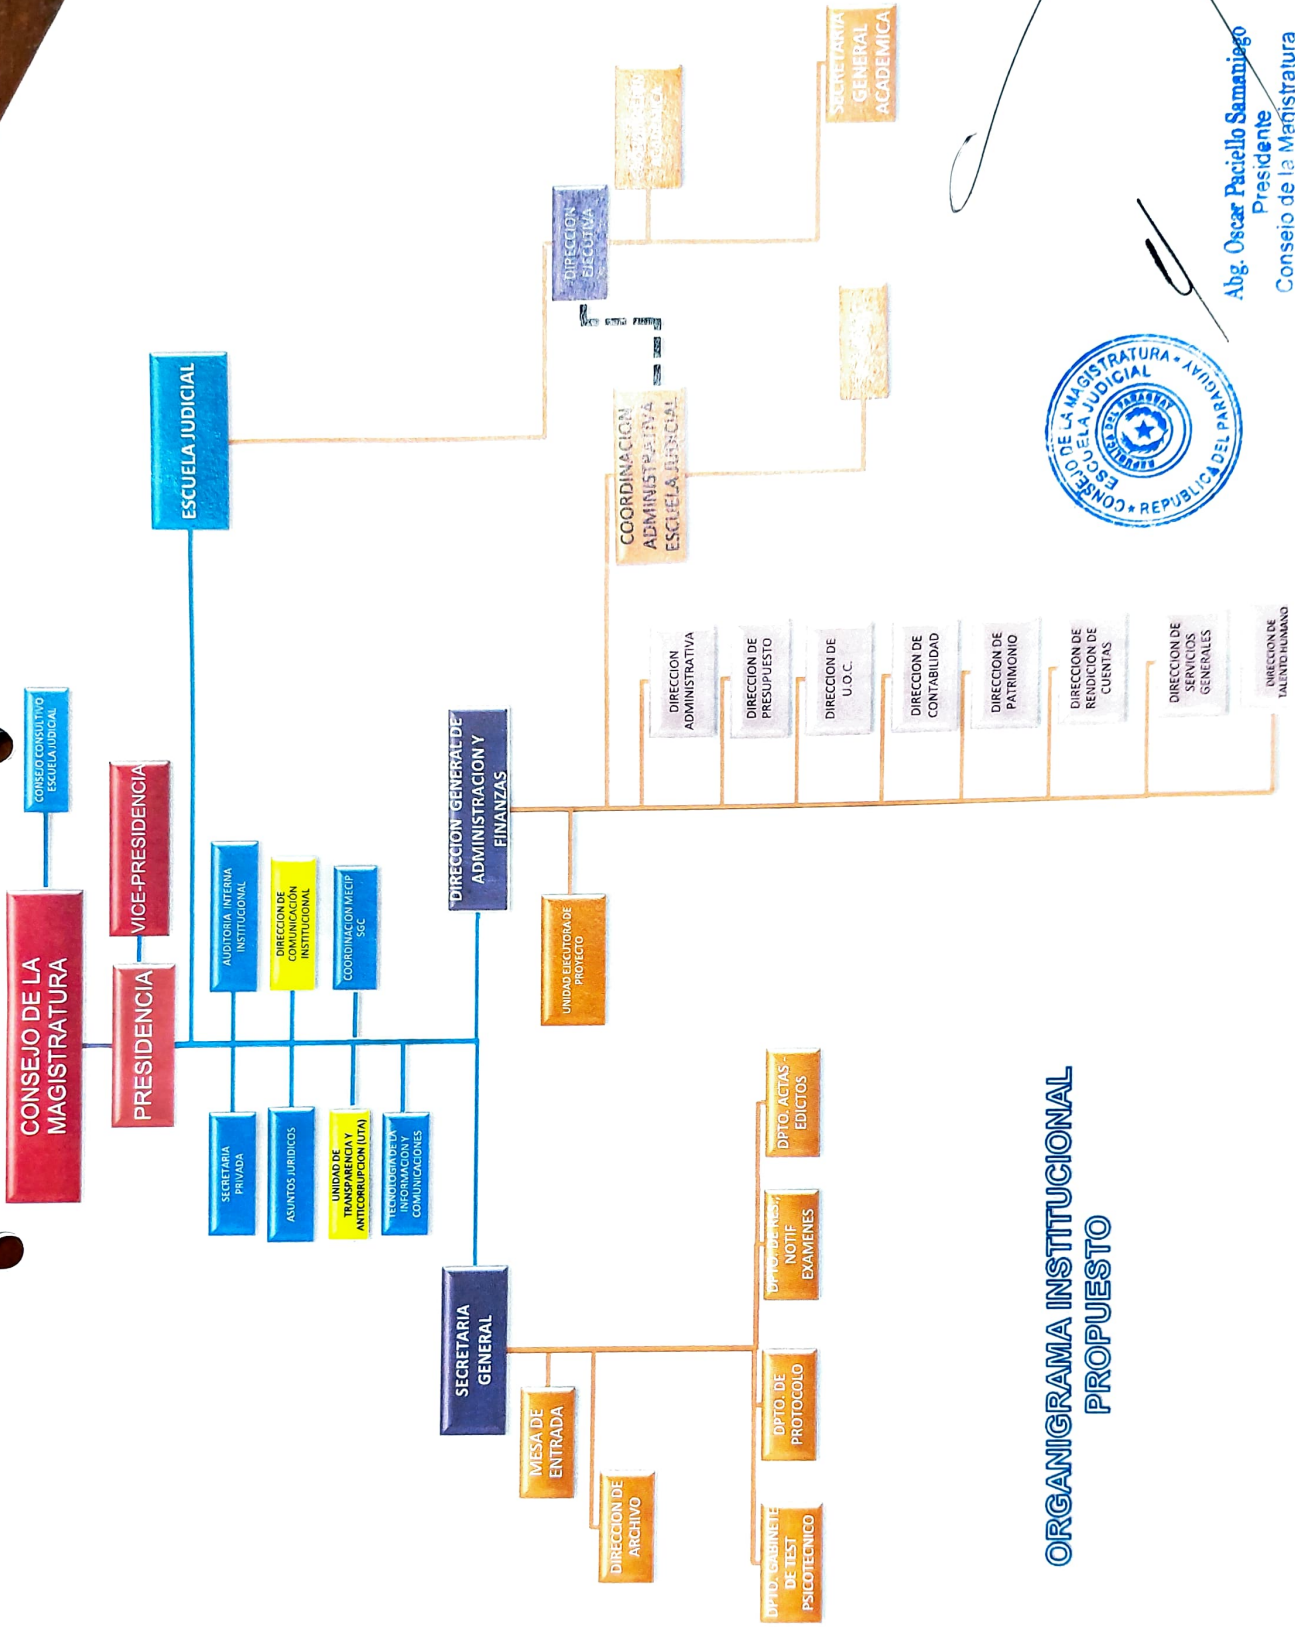 CONSEJO DE LA
MAGISTRATURA
CONSEJO CONSULTIVO
ESCUELA JUDICIAL
PRESIDENCIA
VICE-PRESIDENCIA
ESCUELA JUDICIAL
SECRETARIA
PRIVADA
AUDITORIA INTERNA
INSTITUCIONAL
ASUNTOS JURIDICOS
DIRECCION DE
COMUNICACIÓN
INSTITUCIONAL
UNIDAD DE
TRANSPARENCIA Y
ANTICORRUPCION (UTA)
COORDINACION MECIP
SGC
TECNOLOGIA DE LA
INFORMACION Y
COMUNICACIONES
SECRETARIA
GENERAL
DIRECCION GENERAL DE
ADMINISTRACION Y
FINANZAS
DIRECCION
EJECUTIVA
MESA DE
ENTRADA
UNIDAD EJECUTORA DE
PROYECTO
DIRECCION DE
ARCHIVO
COORDINACION
ADMINISTRATIVA
ESCUELA JUDICIAL
DIRECCION
ADMINISTRATIVA
DIRECCION DE
PRESUPUESTO
DIRECCION DE
U.O.C.
DIRECCION DE
CONTABILIDAD
DIRECCION DE
PATRIMONIO
DIRECCION DE
RENDICION DE
CUENTAS
DIRECCION DE
SERVICIOS
GENERALES
DIRECCION DE
TALENTO HUMANO
SECRETARIA
GENERAL
ACADEMICA
DPTO. GABINETE
DE TEST
PSICOTECNICO
DPTO. DE
PROTOCOLO
DPTO. DE RES.,
NOTIF
EXAMENES
DPTO. ACTAS -
EDICTOS
ORGANIGRAMA INSTITUCIONAL
PROPUESTO
CONSEJO DE LA MAGISTRATURA
ESCUELA JUDICIAL
REPUBLICA DEL PARAGUAY
REPUBLICA DEL PARAGUAY
Abg. Oscar Paciello Samaniego
Presidente
Consejo de la Magistratura